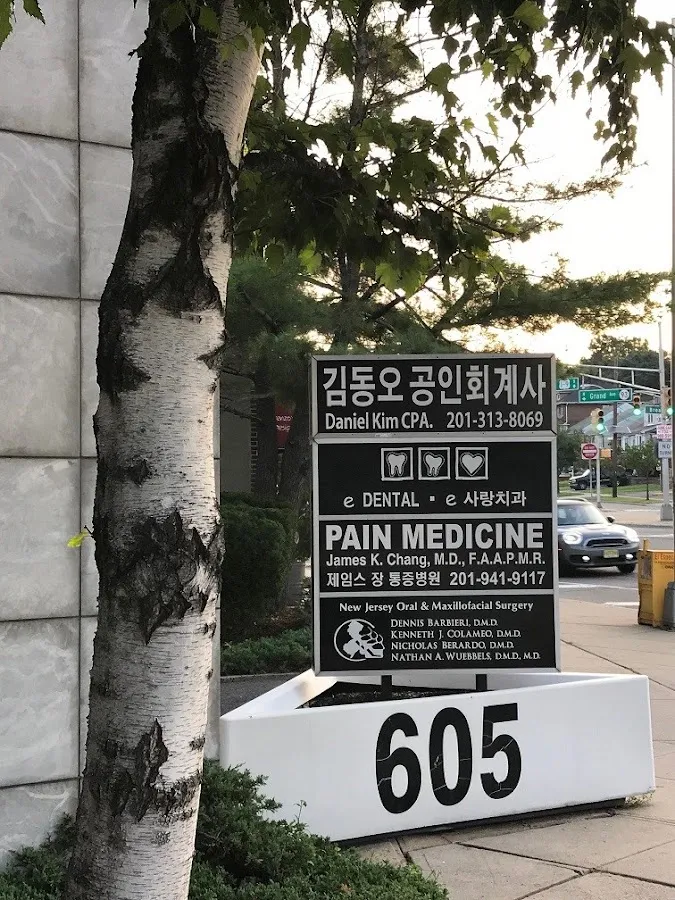 김동오 공인회계사
Daniel Kim CPA. 201-313-8069
e DENTAL ▪ e 사랑치과
PAIN MEDICINE
James K. Chang, M.D., F.A.A.P.M.R.
제임스 장 통증병원 201-941-9117
New Jersey Oral & Maxillofacial Surgery
DENNIS BARBIERI, D.M.D.
KENNETH J. COLAMEO, D.M.D.
NICHOLAS BERARDO, D.M.D.
NATHAN A. WUEBBELS, D.M.D., M.D.
605
Grand Ave